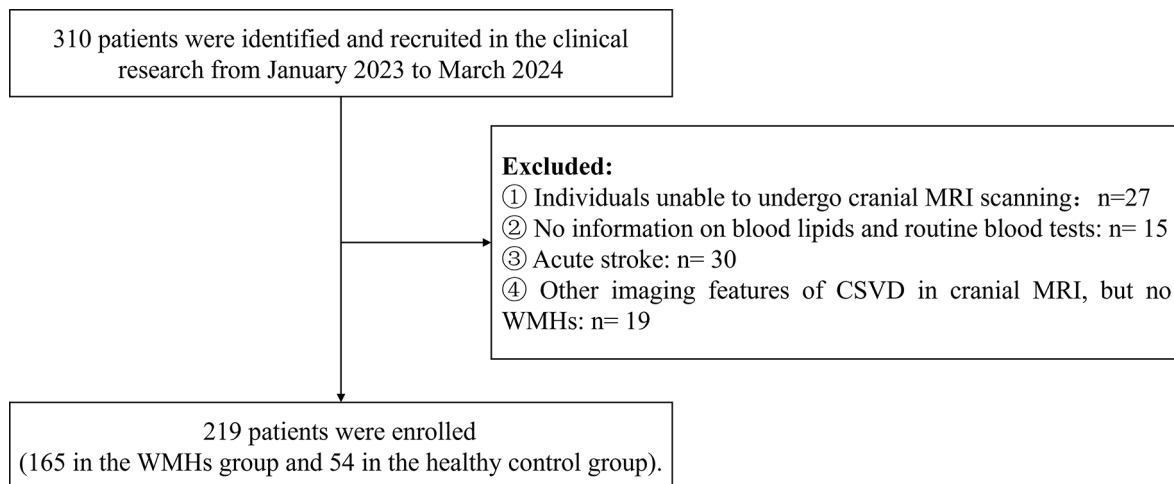 310 patients were identified and recruited in the clinical
research from January 2023 to March 2024
Excluded:
① Individuals unable to undergo cranial MRI scanning：n=27
② No information on blood lipids and routine blood tests: n= 15
③ Acute stroke: n= 30
④ Other imaging features of CSVD in cranial MRI, but no
WMHs: n= 19
219 patients were enrolled
(165 in the WMHs group and 54 in the healthy control group).